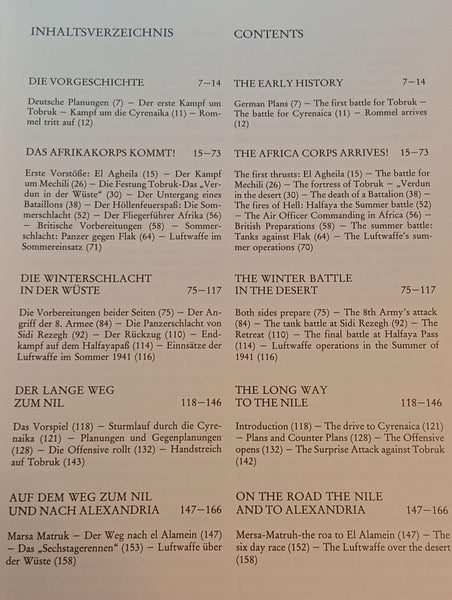 INHALTSVERZEICHNIS
DIE VORGESCHICHTE 7–14
Deutsche Planungen (7) – Der erste Kampf um
Tobruk – Kampf um die Cyrenaika (11) – Rom-
mel tritt auf (12)
DAS AFRIKAKORPS KOMMT! 15–73
Erste Vorstöße: El Agheila (15) – Der Kampf
um Mechili (26) – Die Festung Tobruk-Das „Ver-
dun in der Wüste“ (30) – Der Untergang eines
Bataillons (38) – Der Höllenfeuerspaß: Die Som-
merschlacht (52) – Der Fliegerführer Afrika (56)
– Britische Vorbereitungen (58) – Sommer-
schlacht: Panzer gegen Flak (64) – Luftwaffe im
Sommereinsatz (71)
DIE WINTERSCHLACHT
IN DER WÜSTE 75–117
Die Vorbereitungen beider Seiten (75) – Der An-
griff der 8. Armee (84) – Die Panzerschlacht von
Sidi Rezegh (92) – Der Rückzug (110) – End-
kampf auf dem Halfayapaß (114) – Einsätze der
Luftwaffe im Sommer 1941 (116)
DER LANGE WEG
ZUM NIL 118–146
Das Vorspiel (118) – Sturmlauf durch die Cyre-
naika (121) – Planungen und Gegenplanungen
(128) – Die Offensive rollt (132) – Handstreich
auf Tobruk (143)
AUF DEM WEG ZUM NIL
UND NACH ALEXANDRIA 147–166
Marsa Matruk – Der Weg nach el Alamein (147)
– Das „Sechstagerennen“ (153) – Luftwaffe über
der Wüste (158)
CONTENTS
THE EARLY HISTORY 7–14
German Plans (7) – The first battle for Tobruk –
The battle for Cyrenaica (11) – Rommel arrives
(12)
THE AFRICA CORPS ARRIVES! 15–73
The first thrusts: El Agheila (15) – The battle for
Mechili (26) – The fortress of Tobruk – „Verdun
in the desert (30) – The death of a Battalion (38) –
The fires of Hell: Halfaya the Summer battle (52)
– The Air Officer Commanding in Africa (56) –
British Preparations (58) – The summer battle:
Tanks against Flak (64) – The Luftwaffe's sum-
mer operations (70)
THE WINTER BATTLE
IN THE DESERT 75–117
Both sides prepare (75) – The 8th Army's attack
(84) – The tank battle at Sidi Rezegh (92) – The
Retreat (110) – The final battle at Halfaya Pass
(114) – Luftwaffe operations in the Summer of
1941 (116)
THE LONG WAY
TO THE NILE 118–146
Introduction (118) – The drive to Cyrenaica (121)
– Plans and Counter Plans (128) – The Offensive
opens (132) – The Surprise Attack against Tobruk
(142)
ON THE ROAD THE NILE
AND TO ALEXANDRIA 147–166
Mersa-Matruh-the roa to El Alamein (147) – The
six day race (152) – The Luftwaffe over the desert
(158)